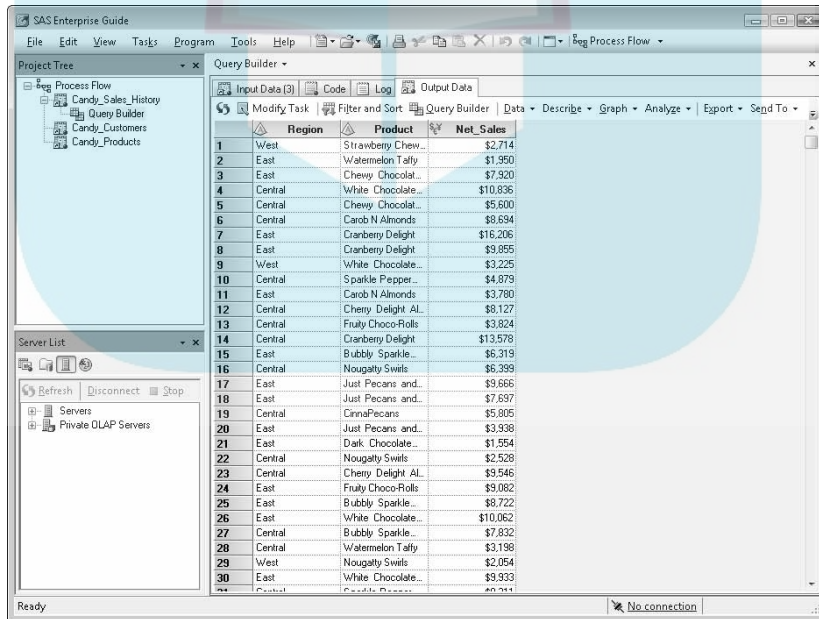 SAS Enterprise Guide
File Edit View Tasks Program Tools Help Process Flow
Project Tree
Process Flow
Candy_Sales_History
Query Builder
Candy_Customers
Candy_Products
Server List
Refresh Disconnect Stop
Servers
Private OLAP Servers
Query Builder
Input Data (3) Code Log Output Data
Modify Task Filter and Sort Query Builder Data Describe Graph Analyze Export Send To
Region Product Net_Sales
1 West Strawberry Chew... $2,714
2 East Watermelon Taffy $1,950
3 East Chewy Chocolat... $7,920
4 Central White Chocolate... $10,836
5 Central Chewy Chocolat... $5,600
6 Central Carob N Almonds $8,694
7 East Cranberry Delight $16,206
8 East Cranberry Delight $9,855
9 West White Chocolate... $3,225
10 Central Sparkle Pepper... $4,879
11 East Carob N Almonds $3,780
12 Central Cherry Delight Al... $8,127
13 Central Fruity Choco-Rolls $3,824
14 Central Cranberry Delight $13,578
15 East Bubbly Sparkle... $6,319
16 Central Nougatty Swirls $6,399
17 East Just Pecans and... $9,666
18 East Just Pecans and... $7,697
19 Central CinnaPecans $5,805
20 East Just Pecans and... $3,938
21 East Dark Chocolate... $1,554
22 Central Nougatty Swirls $2,528
23 Central Cherry Delight Al... $9,546
24 East Fruity Choco-Rolls $9,082
25 East Bubbly Sparkle... $8,722
26 East White Chocolate... $10,062
27 Central Bubbly Sparkle... $7,832
28 Central Watermelon Taffy $3,198
29 West Nougatty Swirls $2,054
30 East White Chocolate... $9,933
Ready No connection